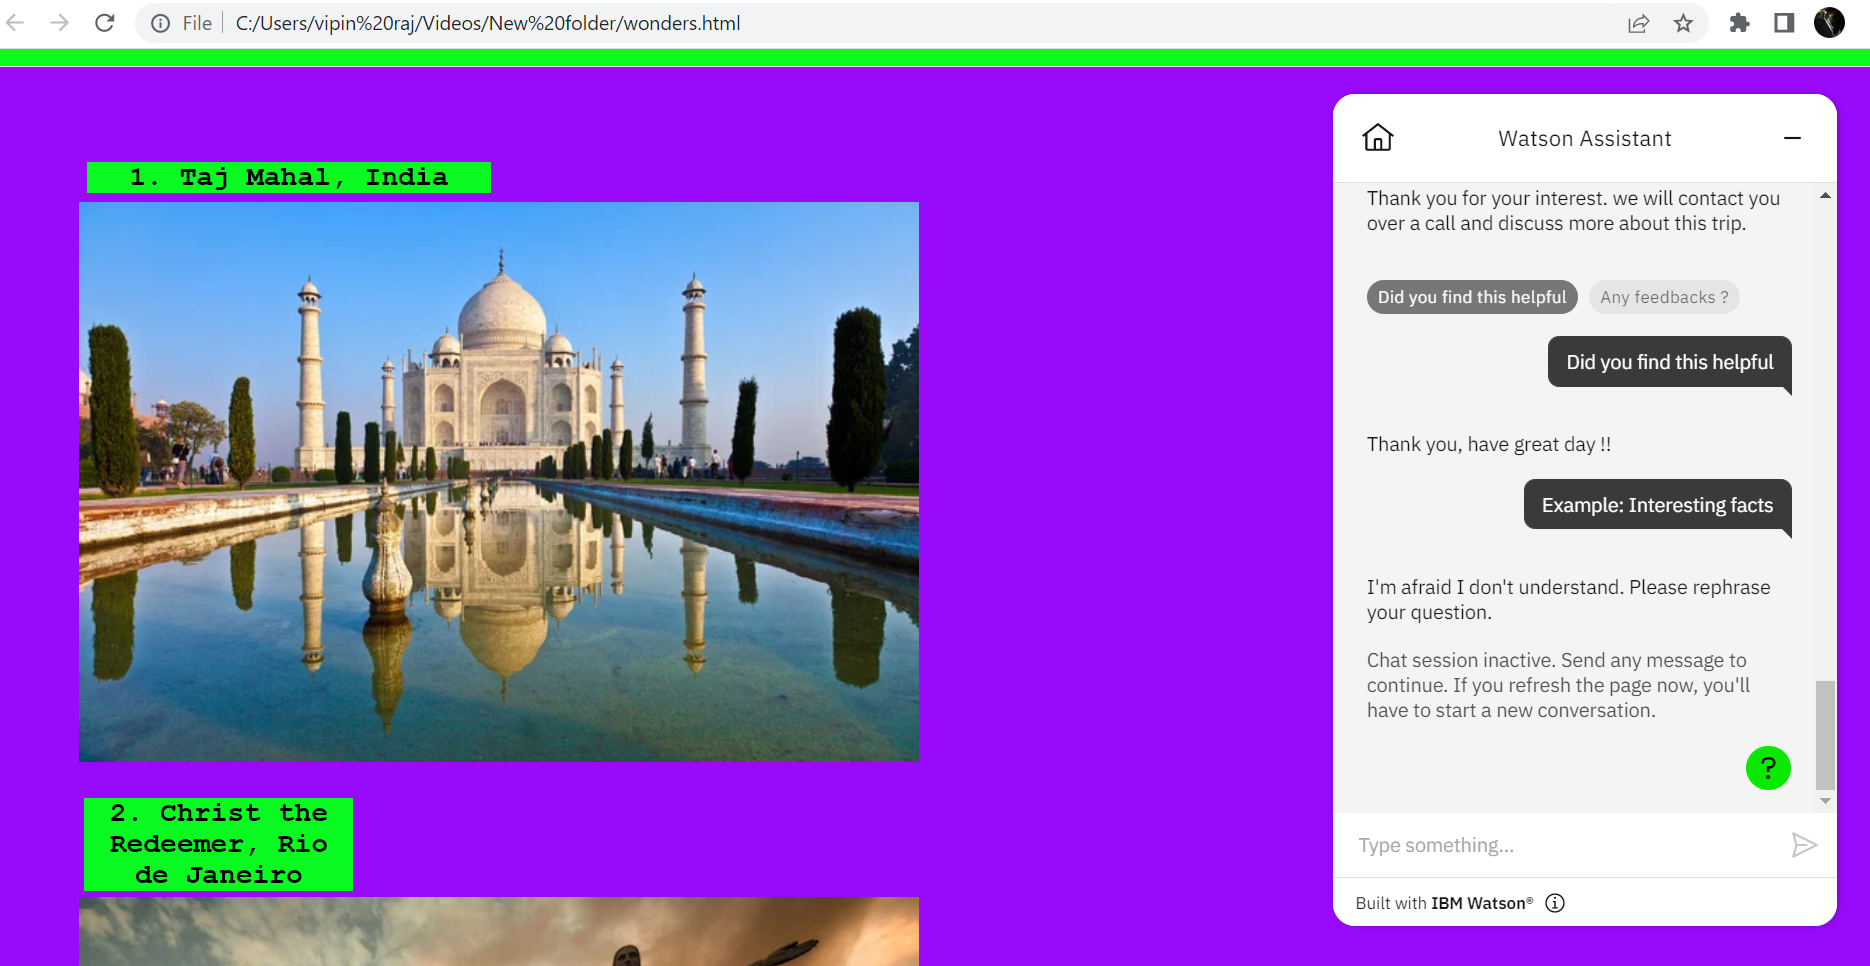 File
C:/Users/vipin%20raj/Videos/New%20folder/wonders.html
1. Taj Mahal, India
2. Christ the
Redeemer, Rio
de Janeiro
Watson Assistant
Thank you for your interest. we will contact you
over a call and discuss more about this trip.
Did you find this helpful
Any feedbacks ?
Did you find this helpful
Thank you, have great day !!
Example: Interesting facts
I'm afraid I don't understand. Please rephrase
your question.
Chat session inactive. Send any message to
continue. If you refresh the page now, you'll
have to start a new conversation.
?
Type something...
Built with IBM Watson®